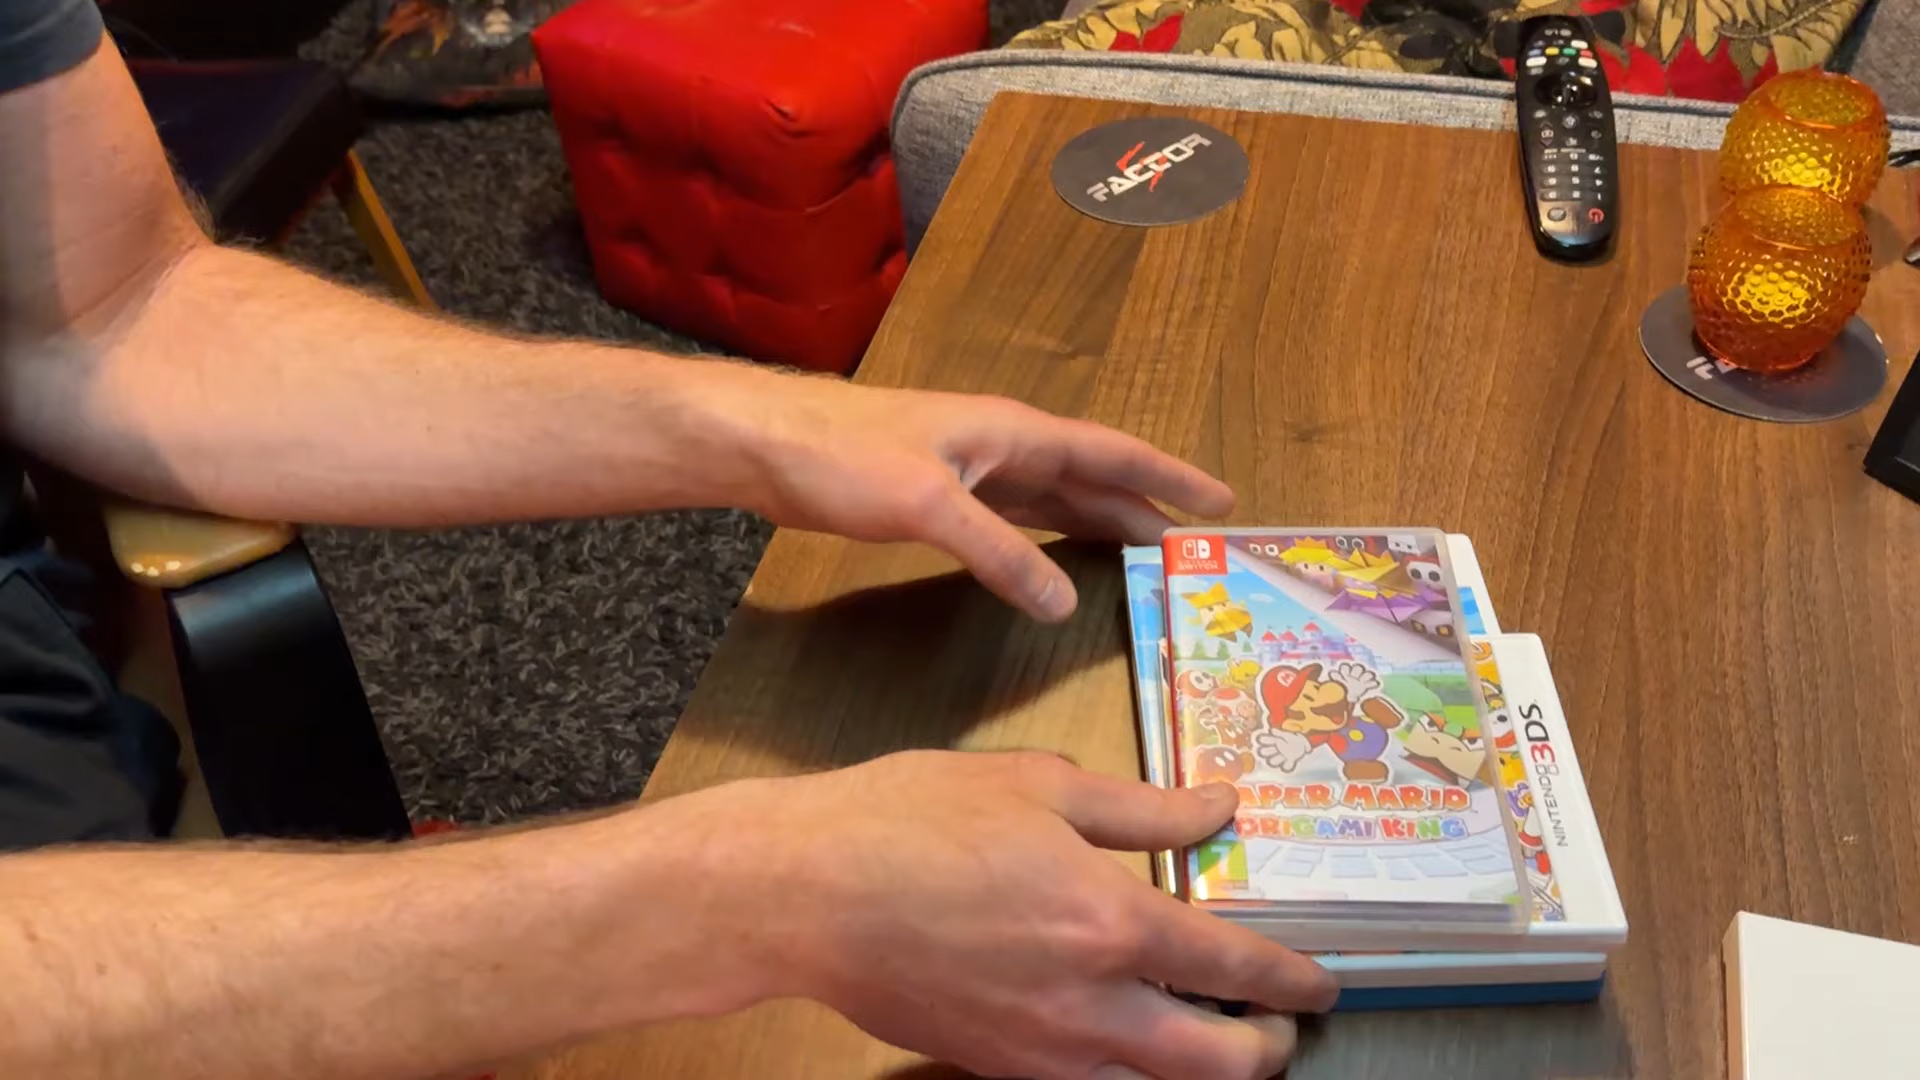 FACTOR
NINTENDO
SWITCH
NINTENDO 3DS
PAPER MARIO
ORIGAMI KING
7